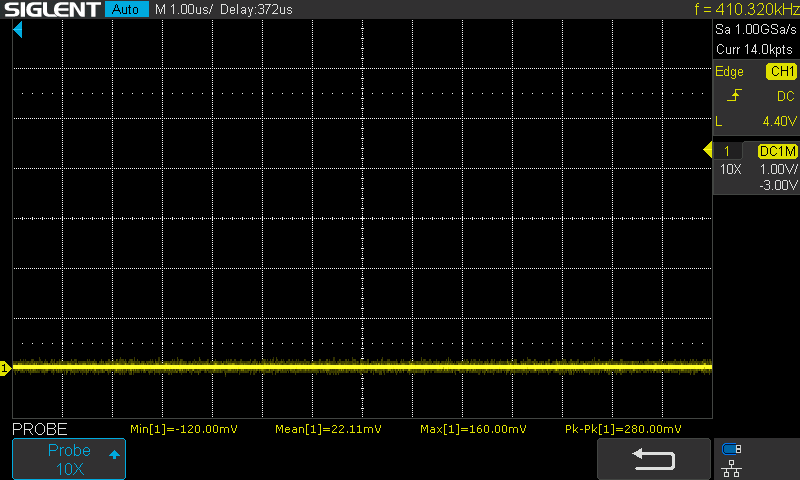 SIGLENT Auto M 1.00us/ Delay:372us f = 410.320kHz
Sa 1.00GSa/s
Curr 14.0kpts
Edge CH1
DC
L 4.40V
1 DC1M
10X 1.00V/
-3.00V
1
PROBE Min[1]=-120.00mV Mean[1]=22.11mV Max[1]=160.00mV Pk-Pk[1]=280.00mV
Probe
10X